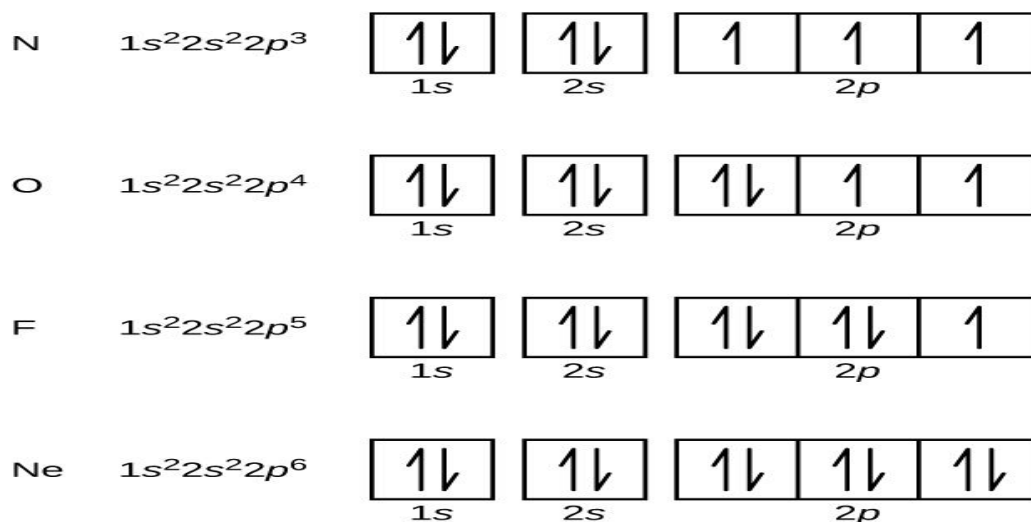 N 1s²2s²2p³ 1s 2s 2p
O 1s²2s²2p⁴ 1s 2s 2p
F 1s²2s²2p⁵ 1s 2s 2p
Ne 1s²2s²2p⁶ 1s 2s 2p